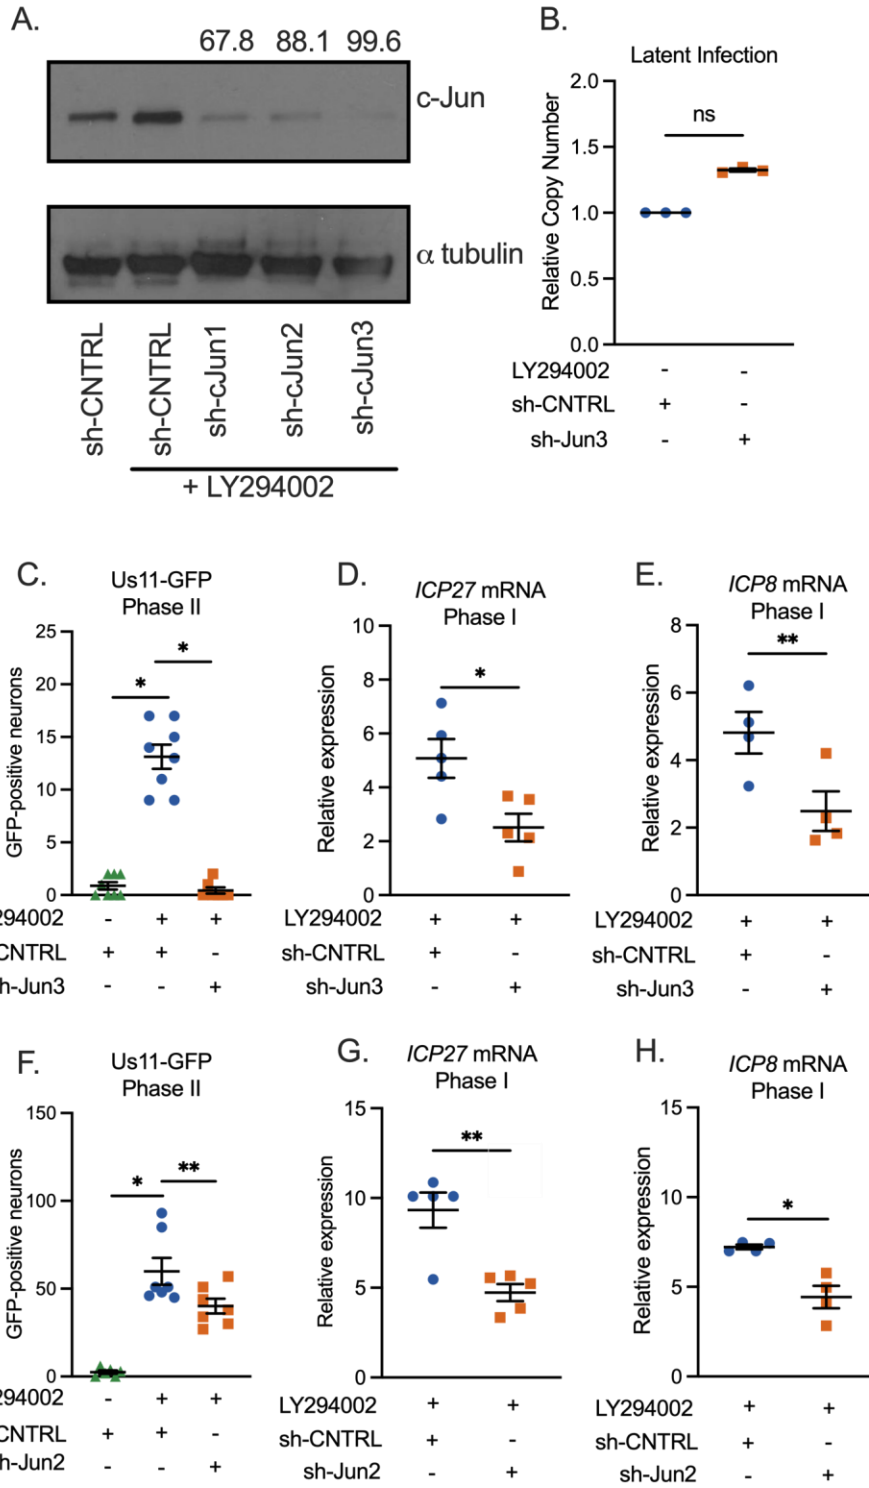 A.
67.8 88.1 99.6
c-Jun
α tubulin
sh-CNTRL
sh-CNTRL
sh-cJun1
sh-cJun2
sh-cJun3
+ LY294002
B.
Latent Infection
Relative Copy Number
2.0
1.5
1.0
0.5
0.0
ns
LY294002 - -
sh-CNTRL + -
sh-Jun3 - +
C.
Us11-GFP
Phase II
GFP-positive neurons
25
20
15
10
5
0
* *
294002 - + +
CNTRL + + -
h-Jun3 - - +
D.
ICP27 mRNA
Phase I
Relative expression
10
8
6
4
2
0
*
LY294002 + +
sh-CNTRL + -
sh-Jun3 - +
E.
ICP8 mRNA
Phase I
Relative expression
8
6
4
2
0
**
LY294002 + +
sh-CNTRL + -
sh-Jun3 - +
F.
Us11-GFP
Phase II
GFP-positive neurons
150
100
50
0
* **
294002 - + +
CNTRL + + -
h-Jun2 - - +
G.
ICP27 mRNA
Phase I
Relative expression
15
10
5
0
**
LY294002 + +
sh-CNTRL + -
sh-Jun2 - +
H.
ICP8 mRNA
Phase I
Relative expression
15
10
5
0
*
LY294002 + +
sh-CNTRL + -
sh-Jun2 - +